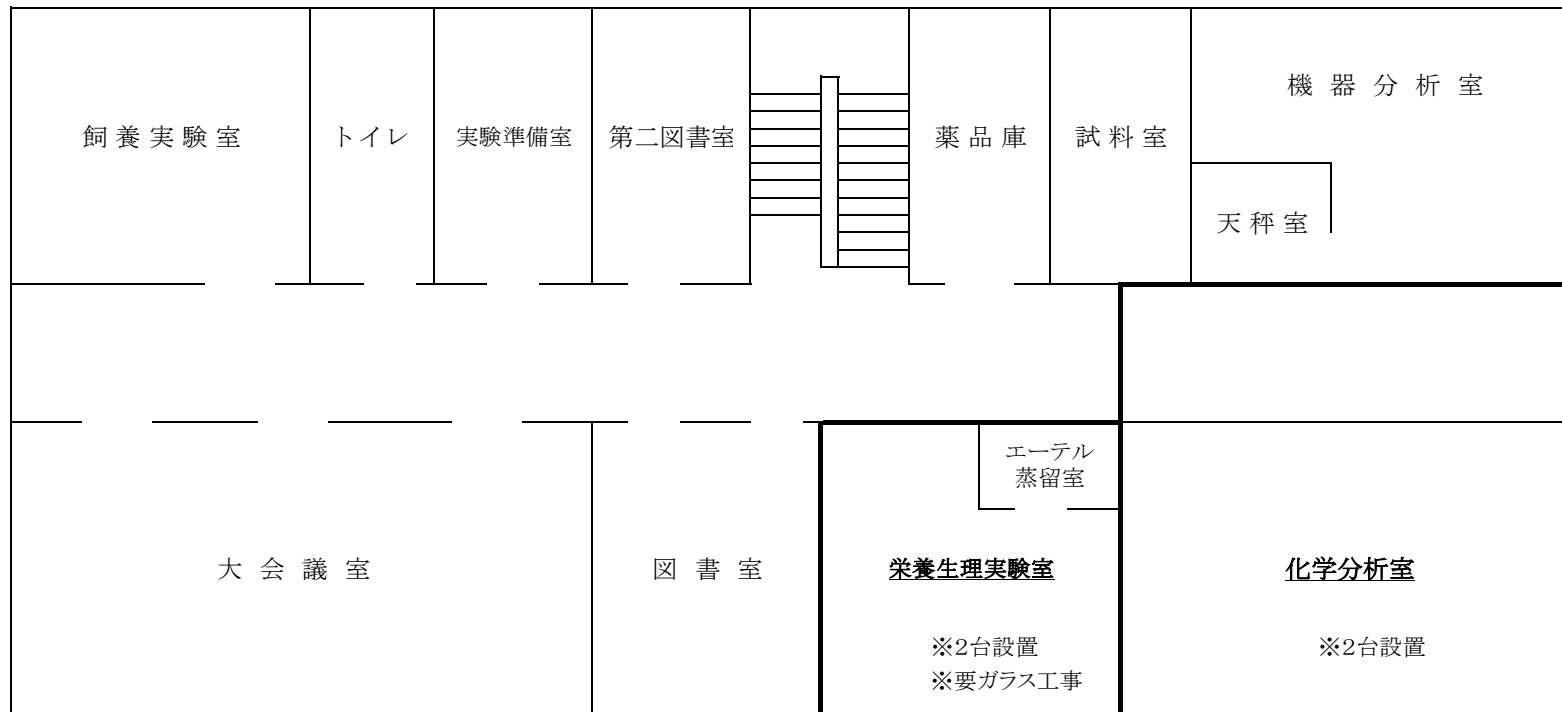 飼養実験室
トイレ
実験準備室
第二図書室
薬品庫
試料室
機器分析室
天秤室
エーテル
蒸留室
大会議室
図書室
栄養生理実験室
化学分析室
※2台設置
※要ガラス工事
※2台設置